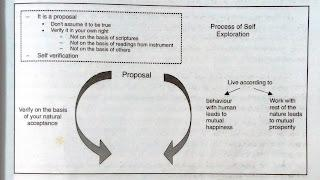 – It is a proposal
• Don't assume it to be true
• Verify it in your own right
– Not on the basis of scriptures
– Not on the basis of readings from instrument
– Not on the basis of others
– Self verification
Process of Self
Exploration
Proposal
Verify on the basis
of your natural
acceptance
Live according to
behaviour
with human
leads to
mutual
happiness
Work with
rest of the
nature leads
to mutual
prosperity